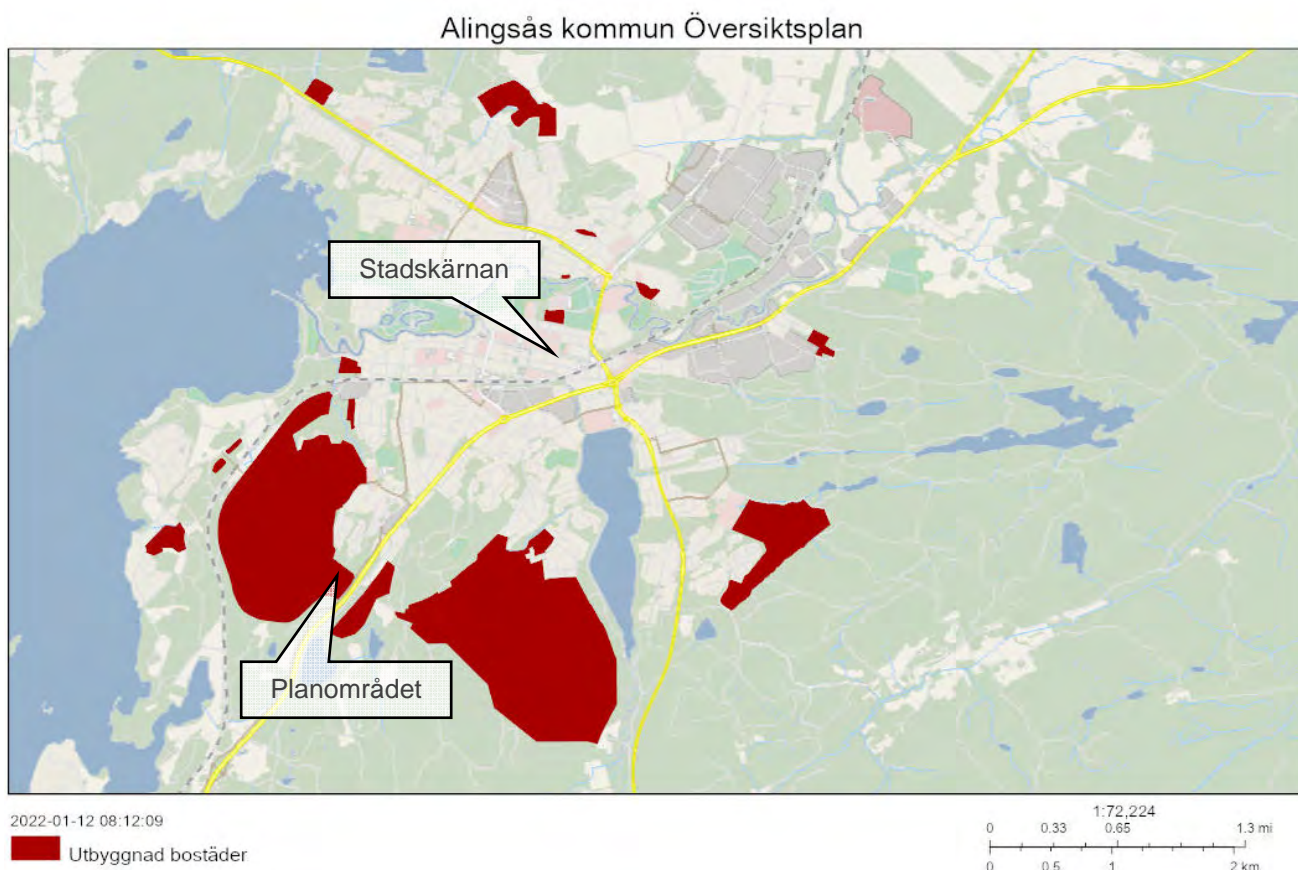 Alingsås kommun Översiktsplan
Stadskärnan
Planområdet
2022-01-12 08:12:09
Utbyggnad bostäder
1:72,224
0 0.33 0.65 1.3 mi
0 0.5 1 2 km